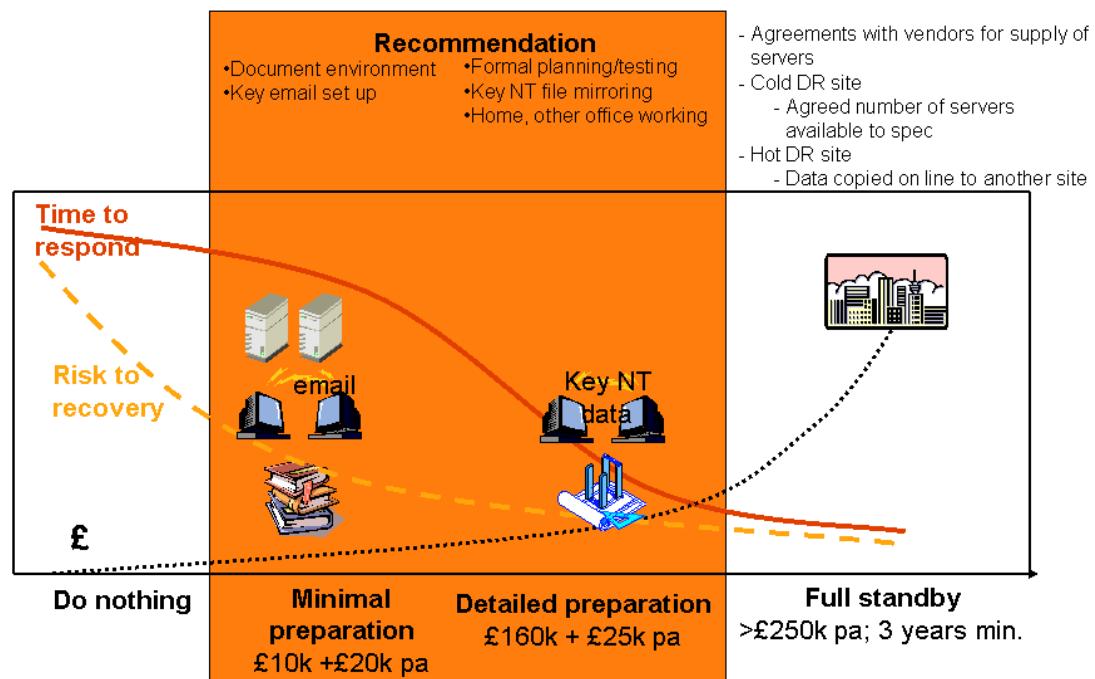 Recommendation
•Document environment
•Key email set up
•Formal planning/testing
•Key NT file mirroring
•Home, other office working
- Agreements with vendors for supply of
servers
- Cold DR site
- Agreed number of servers
available to spec
- Hot DR site
- Data copied on line to another site
Time to
respond
Risk to
recovery
email
Key NT
data
£
Do nothing
Minimal
preparation
£10k +£20k pa
Detailed preparation
£160k + £25k pa
Full standby
>£250k pa; 3 years min.